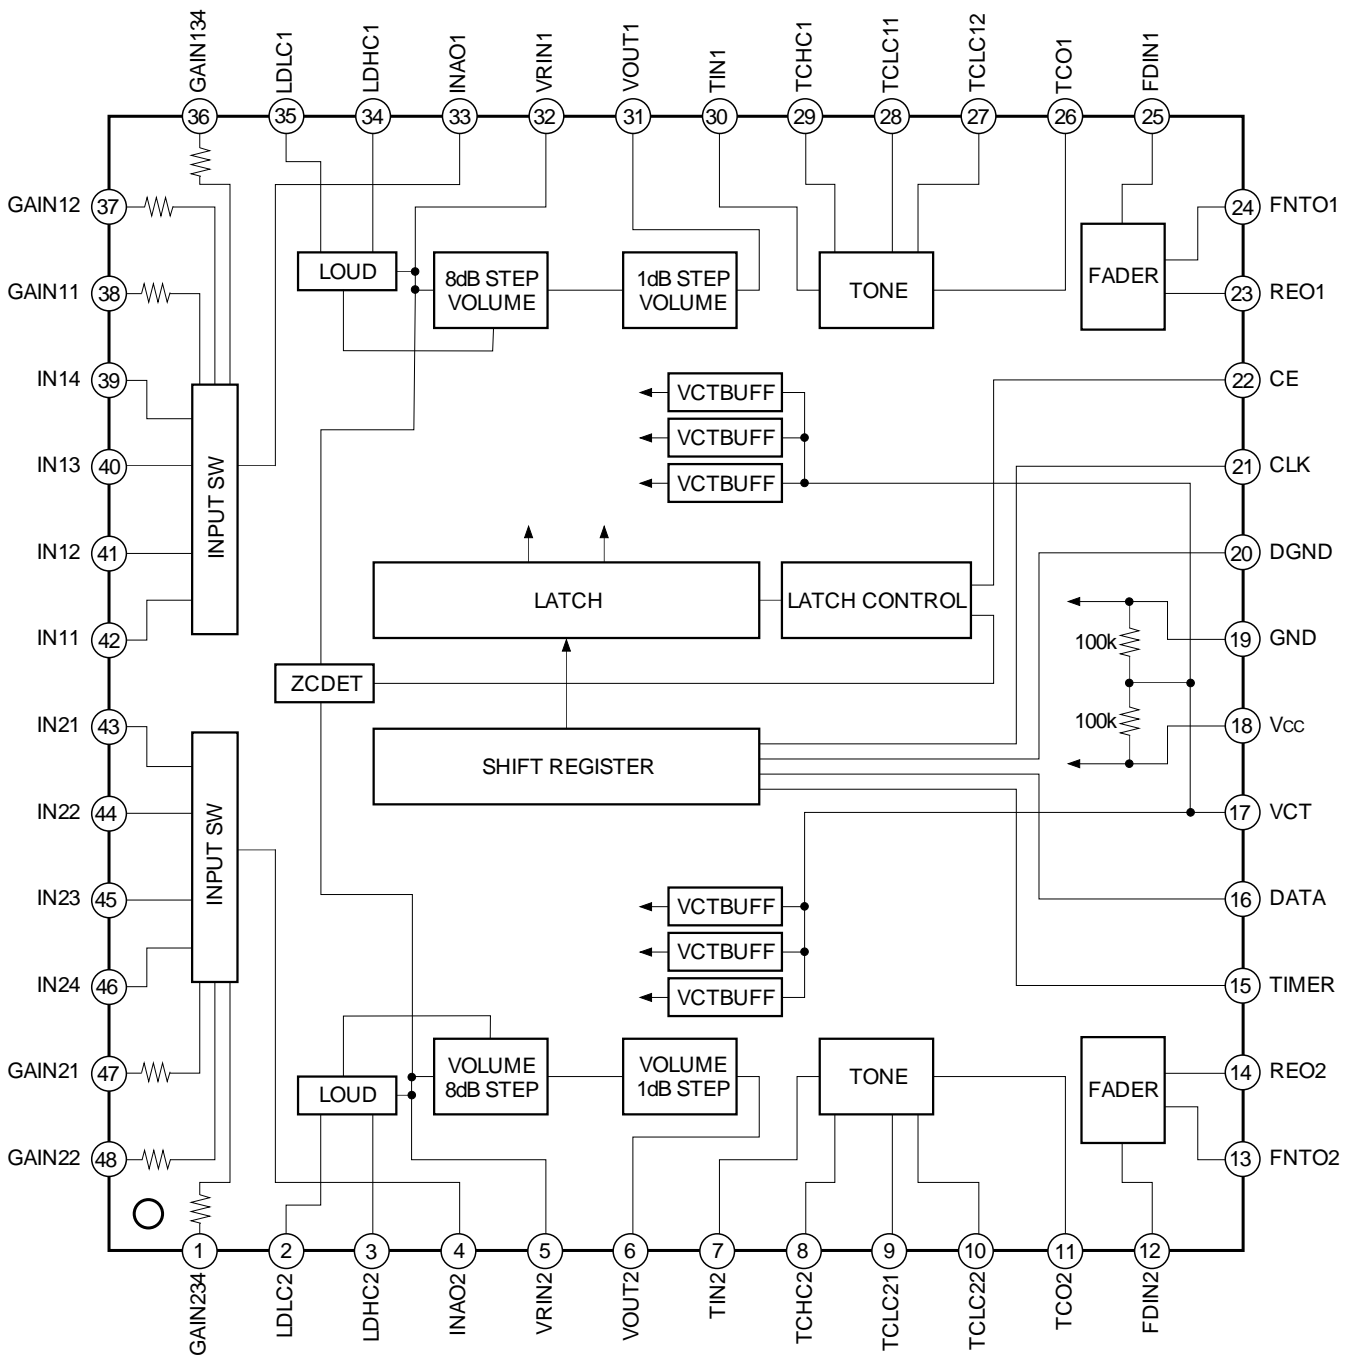 GAIN134
LDLC1
LDHC1
INAO1
VRIN1
VOUT1
TIN1
TCHC1
TCLC11
TCLC12
TCO1
FDIN1
36
35
34
33
32
31
30
29
28
27
26
25
GAIN12 37
GAIN11 38
IN14 39
IN13 40
IN12 41
IN11 42
IN21 43
IN22 44
IN23 45
IN24 46
GAIN21 47
GAIN22 48
24 FNTO1
23 REO1
22 CE
21 CLK
20 DGND
19 GND
18 VCC
17 VCT
16 DATA
15 TIMER
14 REO2
13 FNTO2
LOUD
8dB STEP
VOLUME
1dB STEP
VOLUME
TONE
FADER
INPUT SW
VCTBUFF
VCTBUFF
VCTBUFF
LATCH
LATCH CONTROL
100k
100k
ZCDET
SHIFT REGISTER
INPUT SW
VCTBUFF
VCTBUFF
VCTBUFF
LOUD
VOLUME
8dB STEP
VOLUME
1dB STEP
TONE
FADER
1
2
3
4
5
6
7
8
9
10
11
12
GAIN234
LDLC2
LDHC2
INAO2
VRIN2
VOUT2
TIN2
TCHC2
TCLC21
TCLC22
TCO2
FDIN2